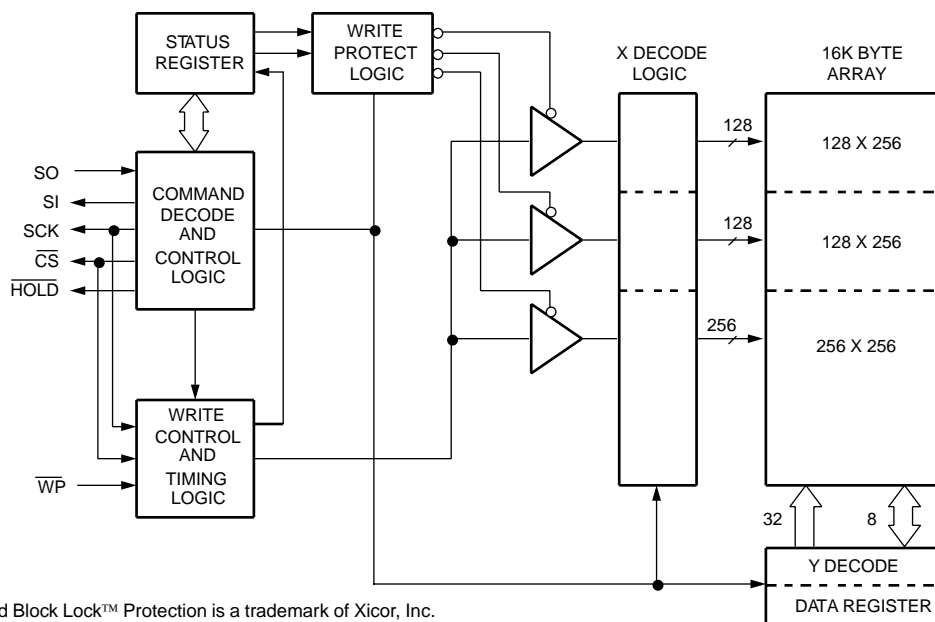 STATUS
REGISTER
WRITE
PROTECT
LOGIC
X DECODE
LOGIC
16K BYTE
ARRAY
SO
SI
SCK
CS
HOLD
COMMAND
DECODE
AND
CONTROL
LOGIC
128
128 X 256
128
128 X 256
256
256 X 256
WRITE
CONTROL
AND
TIMING
LOGIC
WP
32
8
Y DECODE
DATA REGISTER
d Block Lock™ Protection is a trademark of Xicor, Inc.